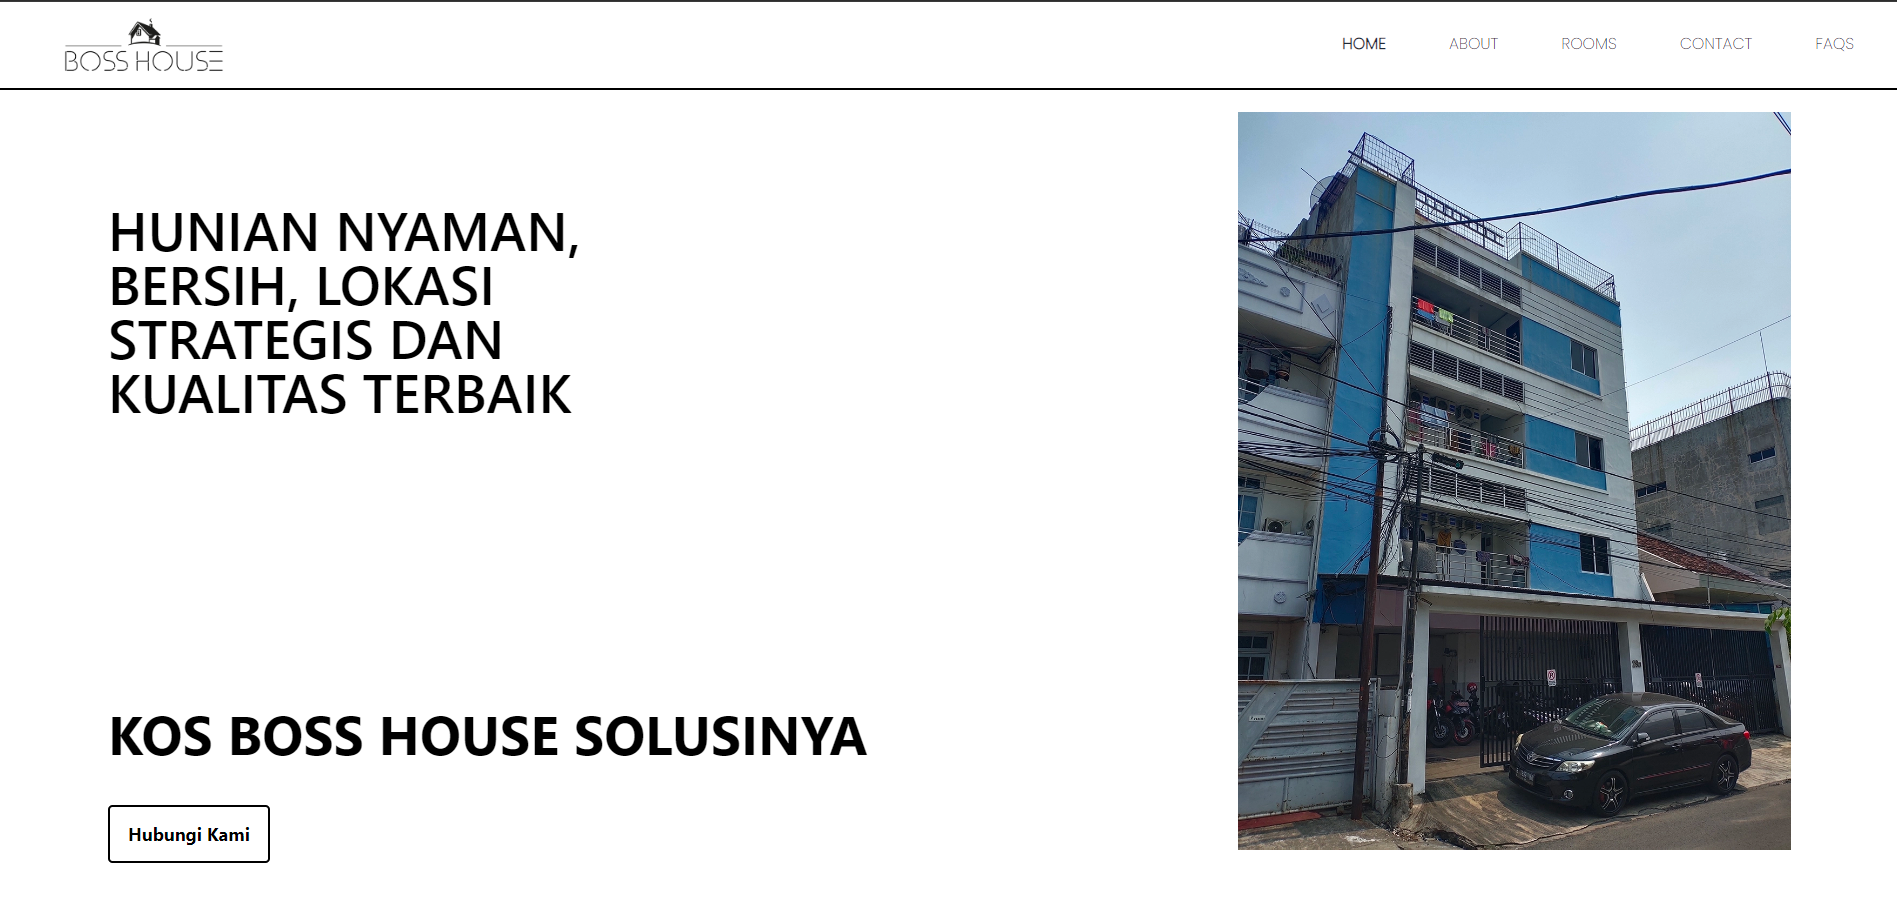 BOSS HOUSE
HOME
ABOUT
ROOMS
CONTACT
FAQS
HUNIAN NYAMAN,
BERSIH, LOKASI
STRATEGIS DAN
KUALITAS TERBAIK
KOS BOSS HOUSE SOLUSINYA
Hubungi Kami